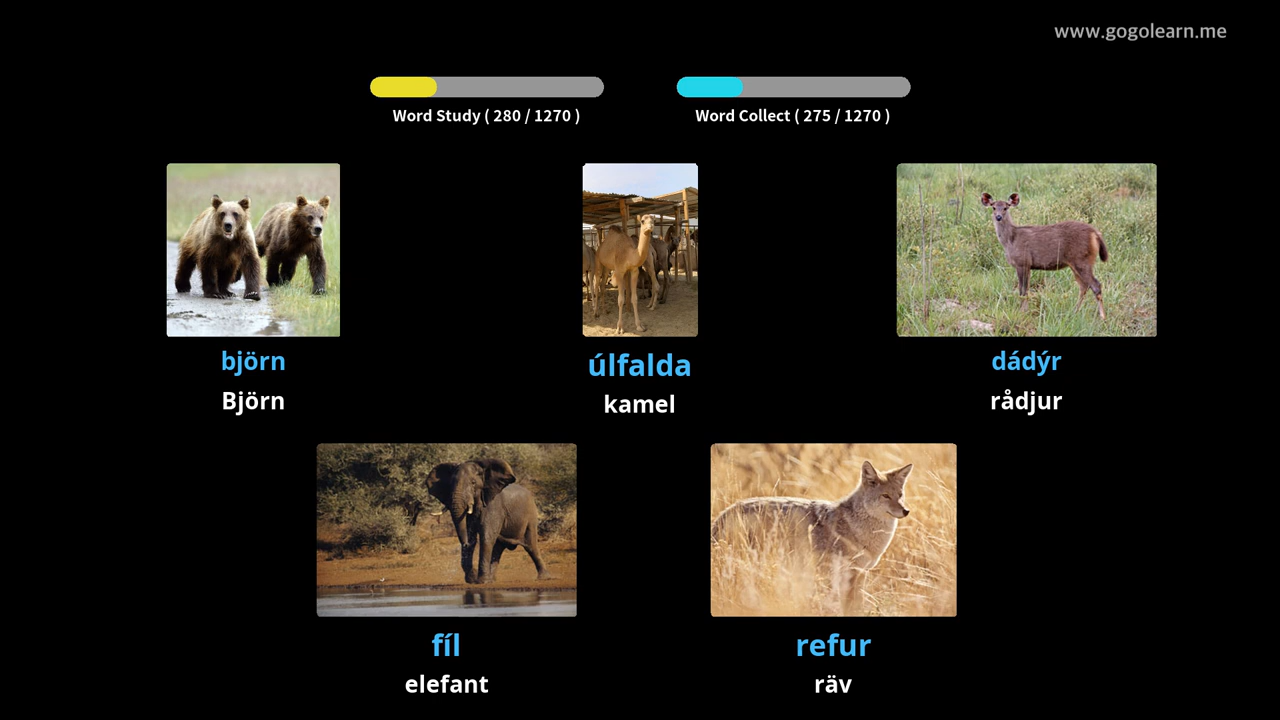 www.gogolearn.me
Word Study ( 280 / 1270 )
Word Collect ( 275 / 1270 )
björn
úlfalda
dádýr
Björn
kamel
rådjur
fíl
refur
elefant
räv